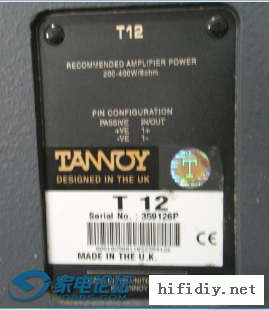 T12
RECOMMENDED AMPLIFIER POWER
200-400W/8ohm
PIN CONFIGURATION
PASSIVE IN/OUT
+VE 1+
-VE 1-
TANNOY
DESIGNED IN THE UK
T
T 12
Serial No. : 359126P
CE
MADE IN THE U.K.
TANNOY
家电论坛
hifidiy.net